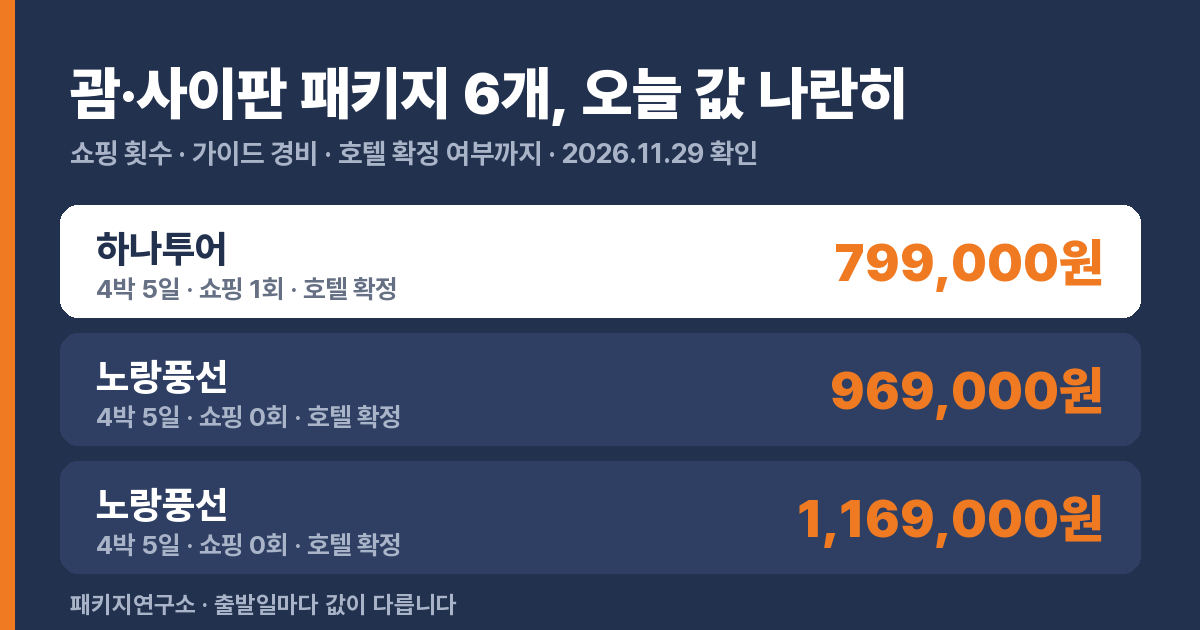 괌·사이판 패키지 6개, 오늘 값 나란히
쇼핑 횟수 · 가이드 경비 · 호텔 확정 여부까지 · 2026.11.29 확인
하나투어
4박 5일 · 쇼핑 1회 · 호텔 확정
799,000원
노랑풍선
4박 5일 · 쇼핑 0회 · 호텔 확정
969,000원
노랑풍선
4박 5일 · 쇼핑 0회 · 호텔 확정
1,169,000원
패키지연구소 · 출발일마다 값이 다릅니다